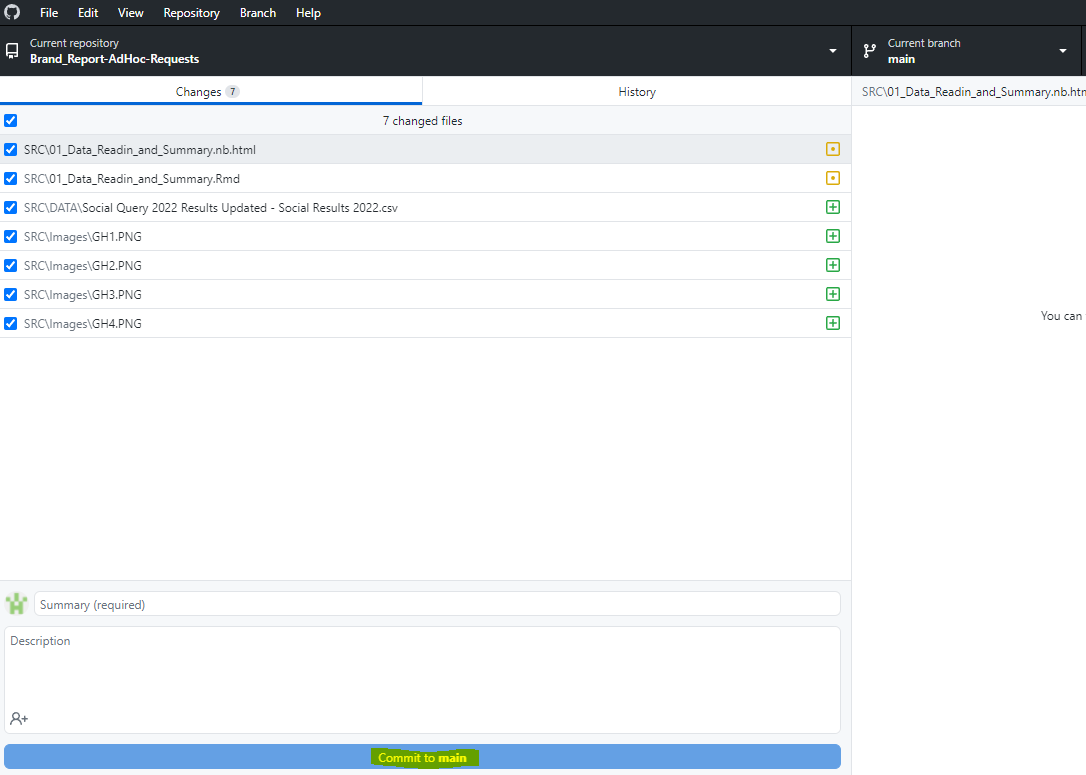 File Edit View Repository Branch Help
Current repository
Brand_Report-AdHoc-Requests
Current branch
main
Changes 7
History
SRC\01_Data_Readin_and_Summary.nb.htm
7 changed files
SRC\01_Data_Readin_and_Summary.nb.html
SRC\01_Data_Readin_and_Summary.Rmd
SRC\DATA\Social Query 2022 Results Updated - Social Results 2022.csv
SRC\Images\GH1.PNG
SRC\Images\GH2.PNG
SRC\Images\GH3.PNG
SRC\Images\GH4.PNG
You can
Summary (required)
Description
Commit to main